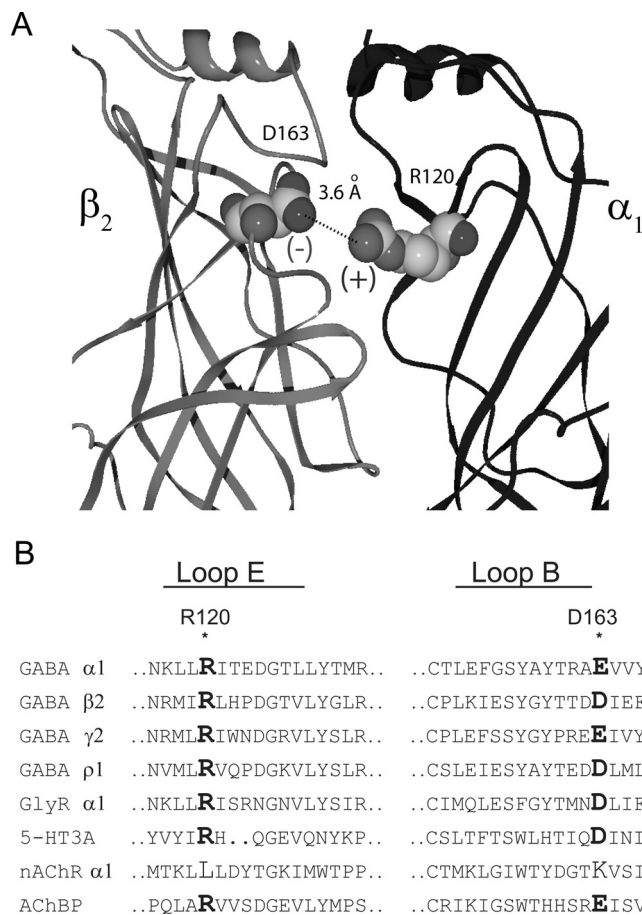 A
D163
3.6 Å
R120
β2
α1
(-)
(+)
B
Loop E Loop B
R120 D163
* *
GABA α1 ..NKLLRITEDGTLLYTMR.. ..CTLEFGSYAYTRAEVVY
GABA β2 ..NRMIRLHPDGTVLYGLR.. ..CPLKIESYGYTTDDIEE
GABA γ2 ..NRMLRIWNDGRVLYSLR.. ..CPLEFSSYGYPREEIVY
GABA ρ1 ..NVMLRVQPDGKVLYSLR.. ..CSLEIESYAYTEDDLML
GlyR α1 ..NKLLRISRNGNVLYSIR.. ..CIMQLESFGYTMNDLIF
5-HT3A ..YVYIRH..QGEVQNYKP.. ..CSLTFTSWLHTIQDINI
nAChR α1 ..MTKLLLDYTGKIMWTPP.. ..CTMKLGIWTYDGTKVSI
AChBP ..PQLARVVSDGEVLYMPS.. ..CRIKIGSWTHHSREISV